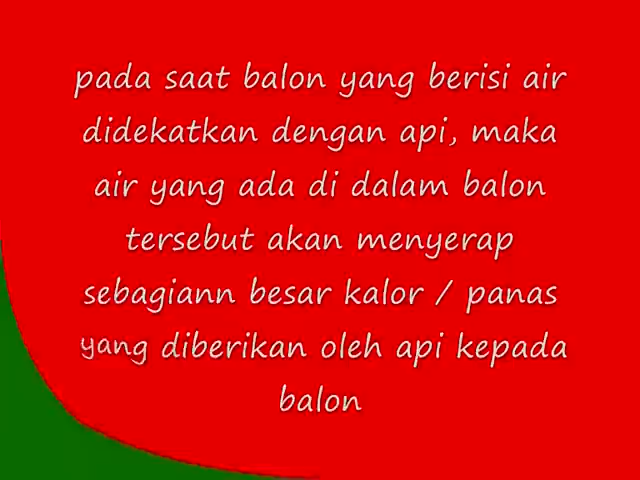 pada saat balon yang berisi air
didekatkan dengan api, maka
air yang ada di dalam balon
tersebut akan menyerap
sebagiann besar kalor / panas
yang diberikan oleh api kepada
balon